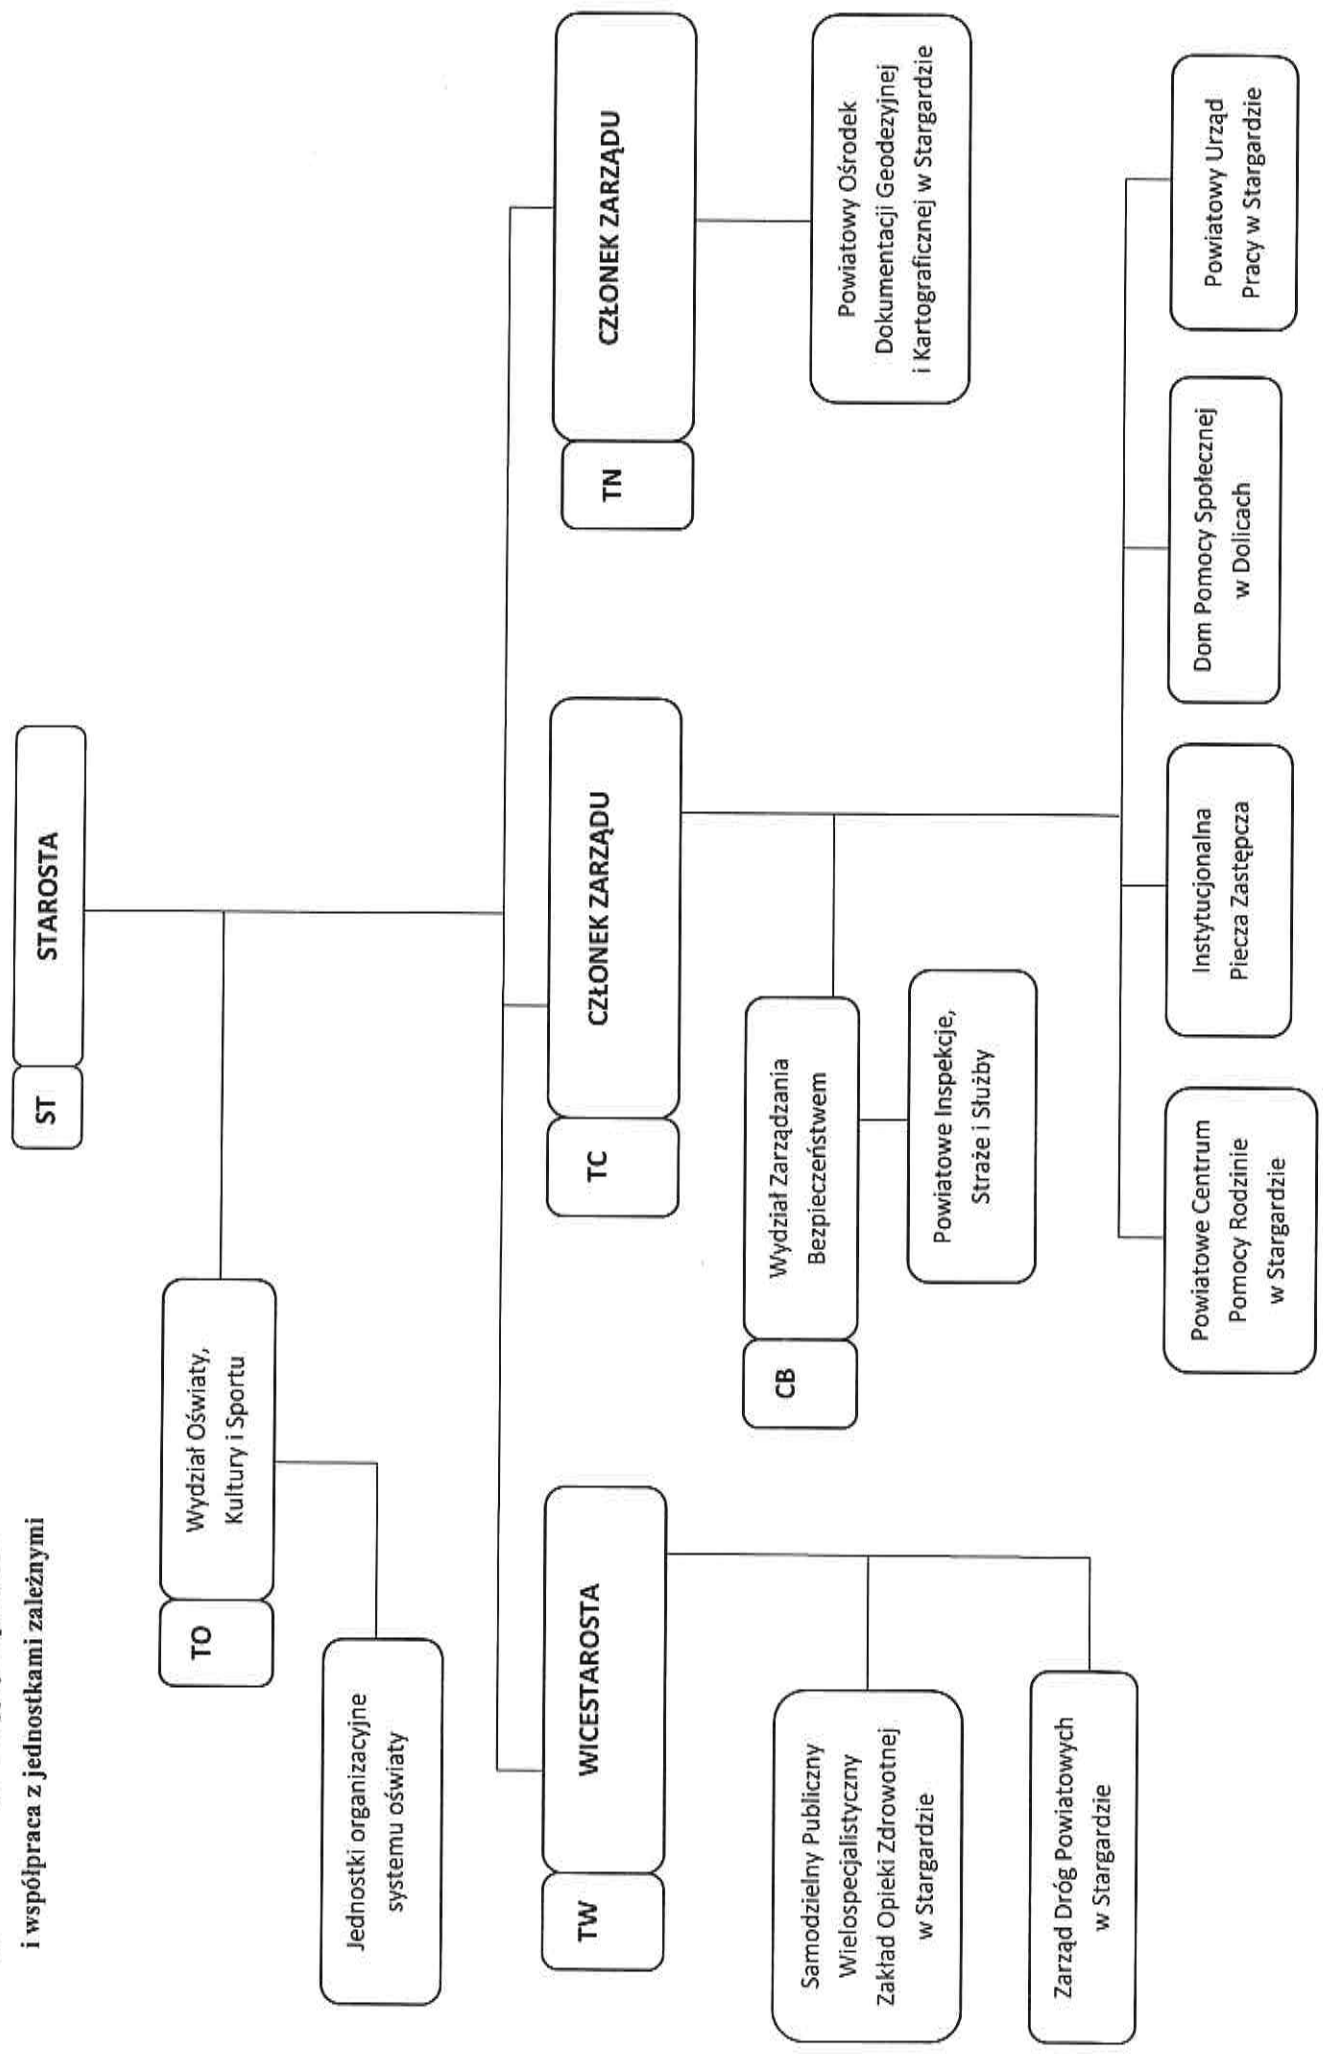 i współpraca z jednostkami zależnymi
ST
STAROSTA
TO
Wydział Oświaty,
Kultury i Sportu
Jednostki organizacyjne
systemu oświaty
TW
WICESTAROSTA
TC
CZŁONEK ZARZĄDU
TN
CZŁONEK ZARZĄDU
Samodzielny Publiczny
Wielospecjalistyczny
Zakład Opieki Zdrowotnej
w Stargardzie
Zarząd Dróg Powiatowych
w Stargardzie
CB
Wydział Zarządzania
Bezpieczeństwem
Powiatowe Inspekcje,
Straże i Służby
Powiatowy Ośrodek
Dokumentacji Geodezyjnej
i Kartograficznej w Stargardzie
Powiatowe Centrum
Pomocy Rodzinie
w Stargardzie
Instytucjonalna
Piecza Zastępcza
Dom Pomocy Społecznej
w Dolicach
Powiatowy Urząd
Pracy w Stargardzie